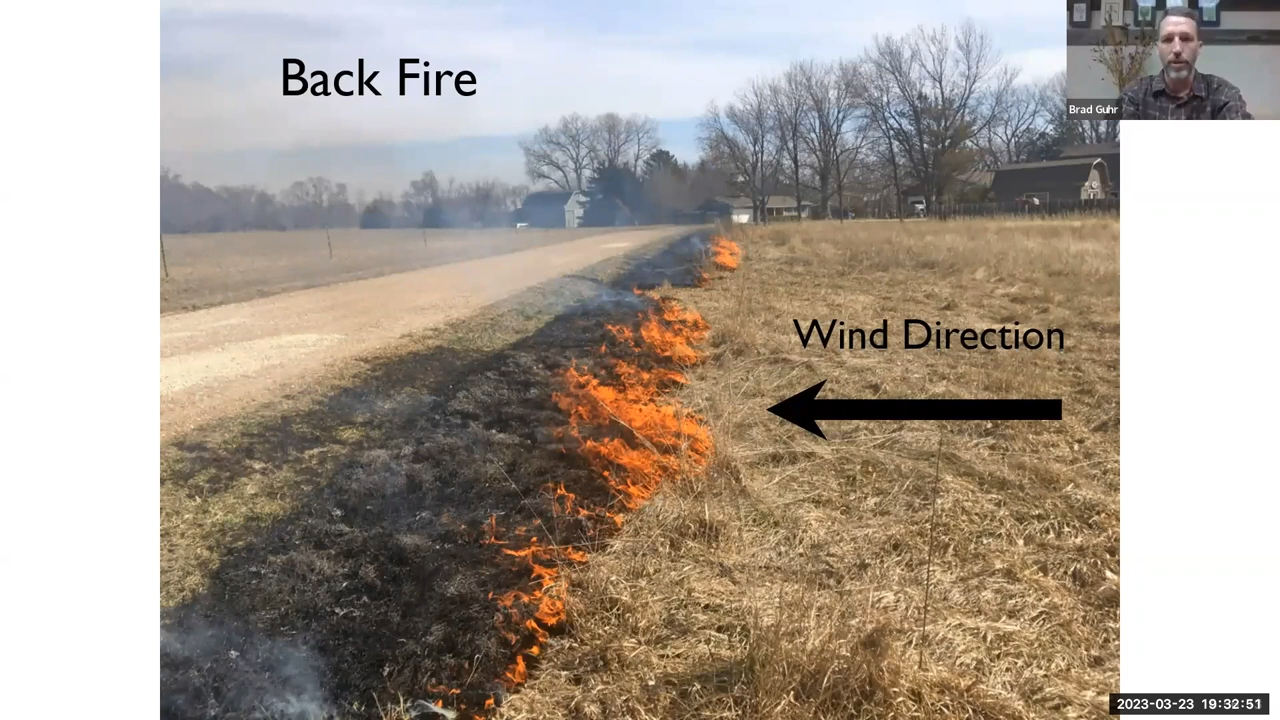 Back Fire
Brad Guhr
Wind Direction
2023-03-23 19:32:51